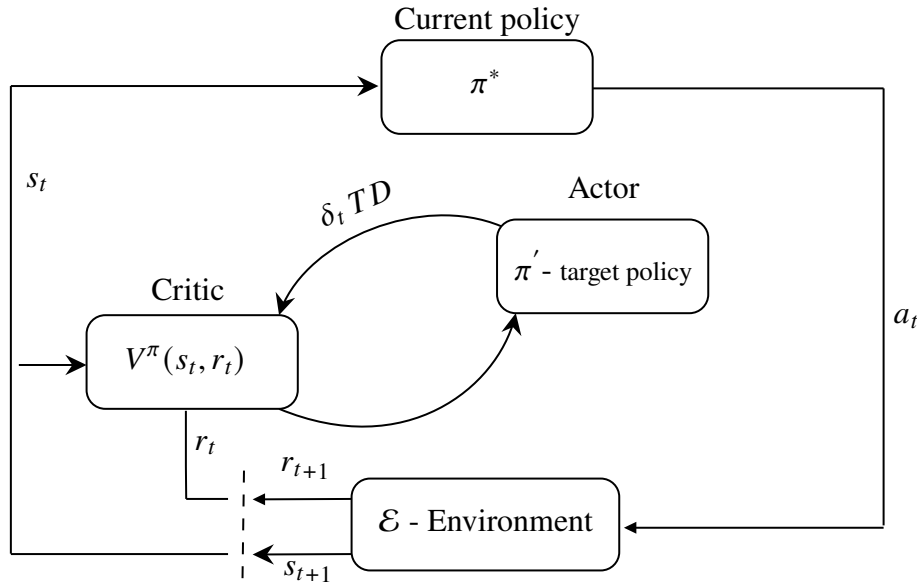 Current policy
π*
s_t
δ_t TD
Actor
π′- target policy
Critic
a_t
V^π(s_t, r_t)
r_t
r_{t+1}
ℰ - Environment
s_{t+1}